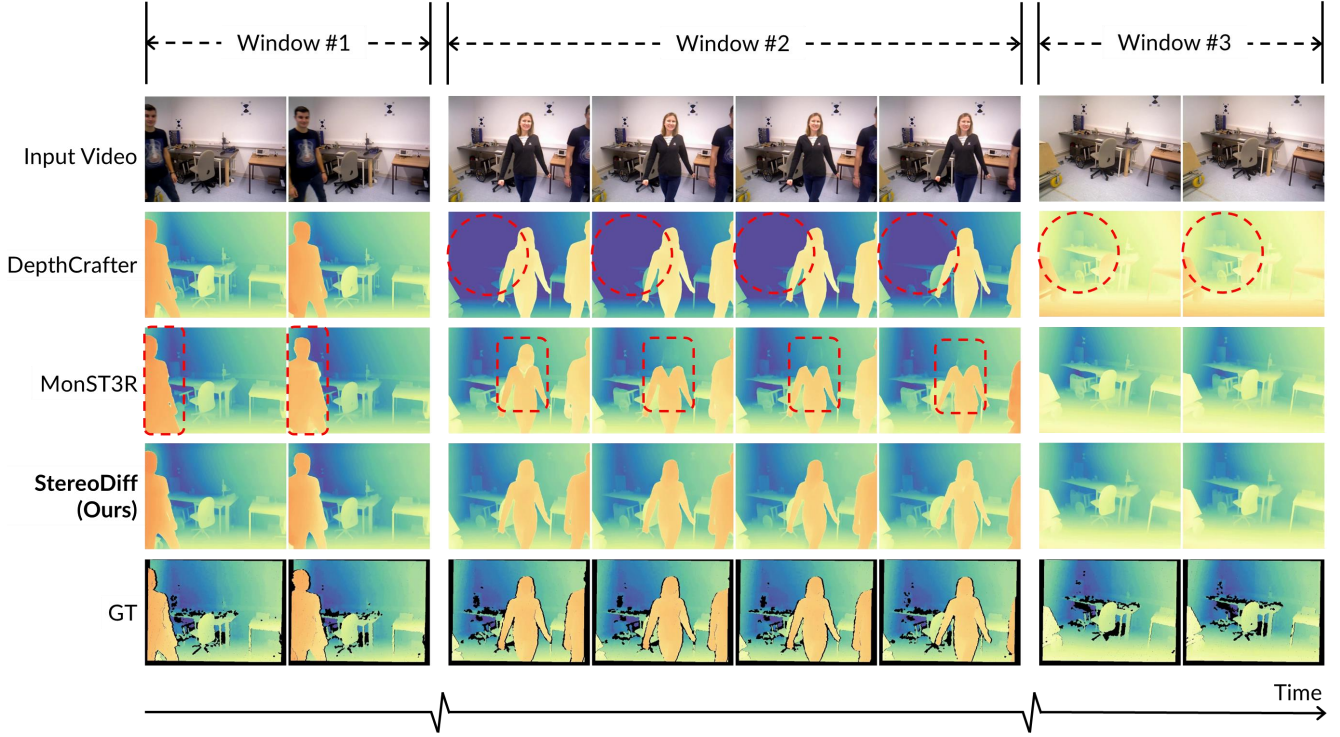 Window #1
Window #2
Window #3
Input Video
DepthCrafter
MonST3R
StereoDiff
(Ours)
GT
Time